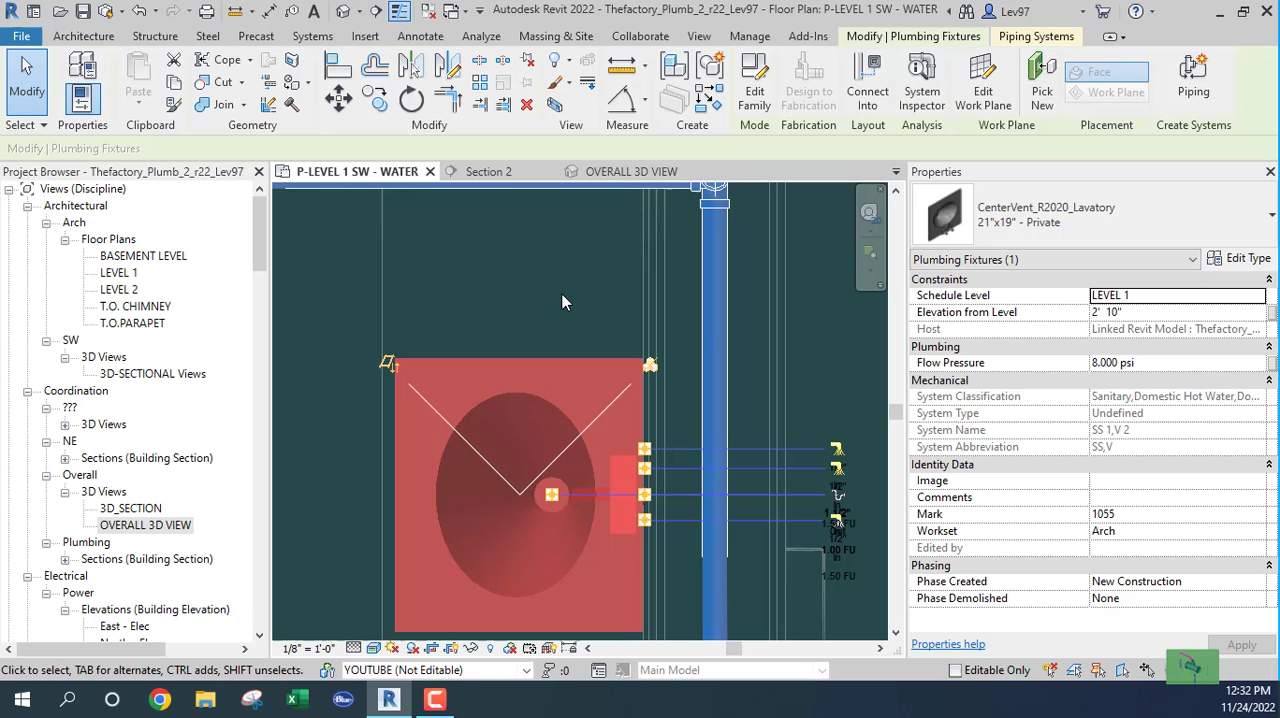 Autodesk Revit 2022 - Thefactory_Plumb_2_r22_Lev97 - Floor Plan: P-LEVEL 1 SW - WATER
Lev97
File Architecture Structure Steel Precast Systems Insert Annotate Analyze Massing & Site Collaborate View Manage Add-Ins Modify | Plumbing Fixtures Piping Systems
Modify
Paste
Cope
Cut
Join
Edit Family
Design to Fabrication
Connect Into
System Inspector
Edit Work Plane
Pick New
Face
Work Plane
Piping
Select Properties Clipboard Geometry Modify View Measure Create Mode Fabrication Layout Analysis Work Plane Placement Create Systems
Modify | Plumbing Fixtures
Project Browser - Thefactory_Plumb_2_r22_Lev97
Views (Discipline)
Architectural
Arch
Floor Plans
BASEMENT LEVEL
LEVEL 1
LEVEL 2
T.O. CHIMNEY
T.O.PARAPET
SW
3D Views
3D-SECTIONAL Views
Coordination
???
3D Views
NE
Sections (Building Section)
Overall
3D Views
3D_SECTION
OVERALL 3D VIEW
Plumbing
Sections (Building Section)
Electrical
Power
Elevations (Building Elevation)
East - Elec
P-LEVEL 1 SW - WATER
Section 2
OVERALL 3D VIEW
1.00 FU
1.50 FU
Properties
CenterVent_R2020_Lavatory
21"x19" - Private
Plumbing Fixtures (1)
Edit Type
Constraints
Schedule Level LEVEL 1
Elevation from Level 2' 10"
Host Linked Revit Model : Thefactory_...
Plumbing
Flow Pressure 8.000 psi
Mechanical
System Classification Sanitary,Domestic Hot Water,Do...
System Type Undefined
System Name SS 1,V 2
System Abbreviation SS,V
Identity Data
Image
Comments
Mark 1055
Workset Arch
Edited by
Phasing
Phase Created New Construction
Phase Demolished None
Properties help
Apply
1/8" = 1'-0"
Click to select, TAB for alternates, CTRL adds, SHIFT unselects.
YOUTUBE (Not Editable)
:0
Main Model
Editable Only
12:32 PM
11/24/2022